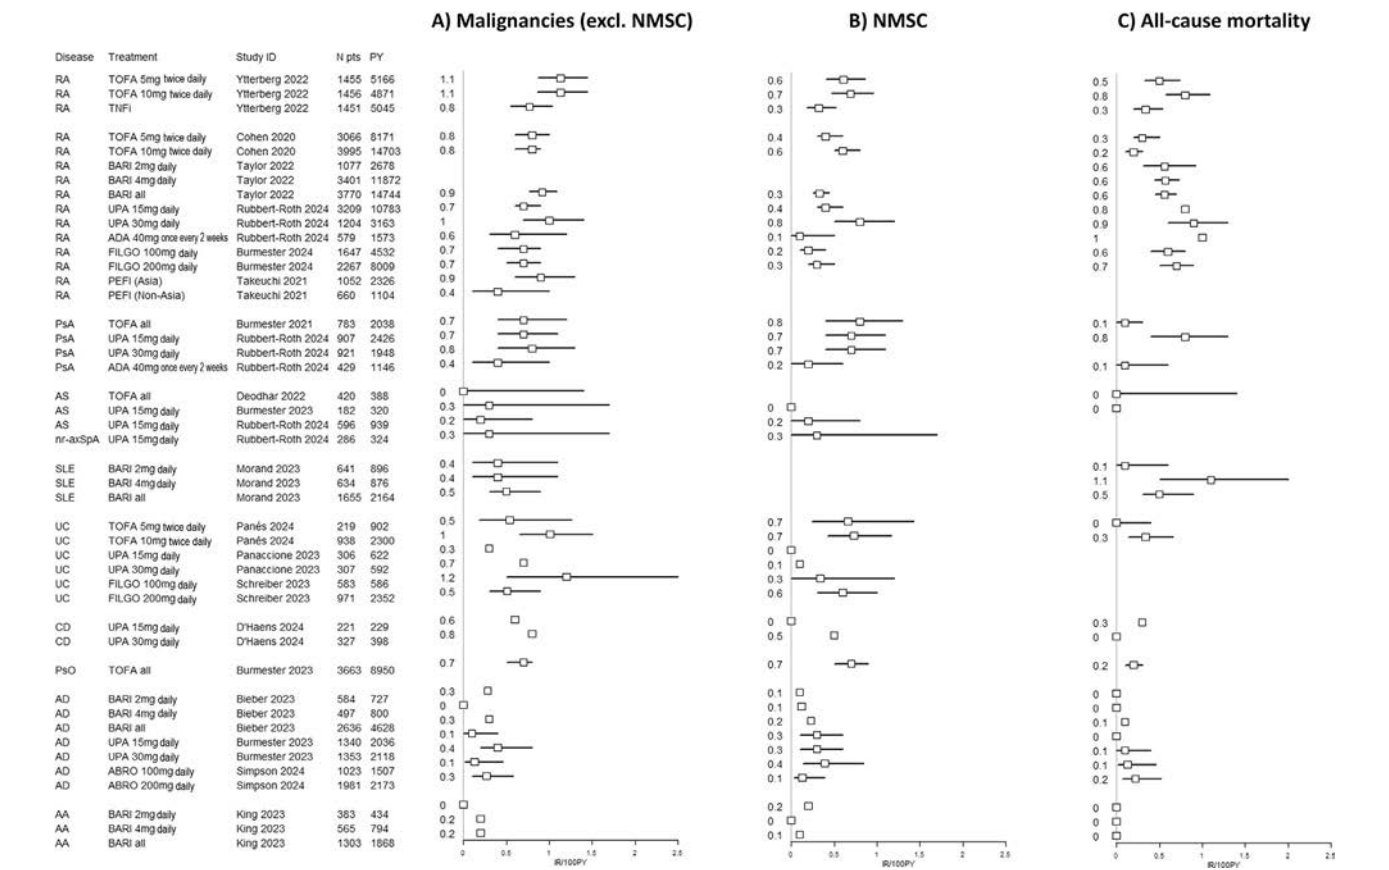 A) Malignancies (excl. NMSC) B) NMSC C) All-cause mortality
Disease Treatment Study ID N pts PY
RA TOFA 5mg twice daily Ytterberg 2022 1455 5166 1.1 0.6 0.5
RA TOFA 10mg twice daily Ytterberg 2022 1456 4871 1.1 0.7 0.8
RA TNFi Ytterberg 2022 1451 5045 0.8 0.3 0.3
RA TOFA 5mg twice daily Cohen 2020 3066 8171 0.8 0.4 0.3
RA TOFA 10mg twice daily Cohen 2020 3995 14703 0.8 0.6 0.2
RA BARI 2mg daily Taylor 2022 1077 2678 0.6
RA BARI 4mg daily Taylor 2022 3401 11872 0.6
RA BARI all Taylor 2022 3770 14744 0.9 0.3 0.6
RA UPA 15mg daily Rubbert-Roth 2024 3209 10783 0.7 0.4 0.8
RA UPA 30mg daily Rubbert-Roth 2024 1204 3163 1 0.8 0.9
RA ADA 40mg once every 2 weeks Rubbert-Roth 2024 579 1573 0.6 0.1 1
RA FILGO 100mg daily Burmester 2024 1647 4532 0.7 0.2 0.6
RA FILGO 200mg daily Burmester 2024 2267 8009 0.7 0.3 0.7
RA PEFI (Asia) Takeuchi 2021 1052 2326 0.9
RA PEFI (Non-Asia) Takeuchi 2021 660 1104 0.4
PsA TOFA all Burmester 2021 783 2038 0.7 0.8 0.1
PsA UPA 15mg daily Rubbert-Roth 2024 907 2426 0.7 0.7 0.8
PsA UPA 30mg daily Rubbert-Roth 2024 921 1948 0.8 0.7
PsA ADA 40mg once every 2 weeks Rubbert-Roth 2024 429 1146 0.4 0.2 0.1
AS TOFA all Deodhar 2022 420 388 0 0
AS UPA 15mg daily Burmester 2023 182 320 0.3 0 0
AS UPA 15mg daily Rubbert-Roth 2024 596 939 0.2 0.2
nr-axSpA UPA 15mg daily Rubbert-Roth 2024 286 324 0.3 0.3
SLE BARI 2mg daily Morand 2023 641 896 0.4 0.1
SLE BARI 4mg daily Morand 2023 634 876 0.4 1.1
SLE BARI all Morand 2023 1655 2164 0.5 0.5
UC TOFA 5mg twice daily Panés 2024 219 902 0.5 0.7 0
UC TOFA 10mg twice daily Panés 2024 938 2300 1 0.7 0.3
UC UPA 15mg daily Panaccione 2023 306 622 0.3 0
UC UPA 30mg daily Panaccione 2023 307 592 0.7 0.1
UC FILGO 100mg daily Schreiber 2023 583 586 1.2 0.3
UC FILGO 200mg daily Schreiber 2023 971 2352 0.5 0.6
CD UPA 15mg daily D'Haens 2024 221 229 0.6 0 0.3
CD UPA 30mg daily D'Haens 2024 327 398 0.8 0.5 0
PsO TOFA all Burmester 2023 3663 8950 0.7 0.7 0.2
AD BARI 2mg daily Bieber 2023 584 727 0.3 0.1 0
AD BARI 4mg daily Bieber 2023 497 800 0 0.1 0
AD BARI all Bieber 2023 2636 4628 0.3 0.2 0.1
AD UPA 15mg daily Burmester 2023 1340 2036 0.1 0.3 0
AD UPA 30mg daily Burmester 2023 1353 2118 0.4 0.3 0.1
AD ABRO 100mg daily Simpson 2024 1023 1507 0.1 0.4 0.1
AD ABRO 200mg daily Simpson 2024 1981 2173 0.3 0.1 0.2
AA BARI 2mg daily King 2023 383 434 0 0.2 0
AA BARI 4mg daily King 2023 565 794 0.2 0 0
AA BARI all King 2023 1303 1868 0.2 0.1 0
0 0.5 1 1.5 2 2.5 0 0.5 1 1.5 2 2.5 0 0.5 1 1.5 2 2.5
IR/100PY IR/100PY IR/100PY